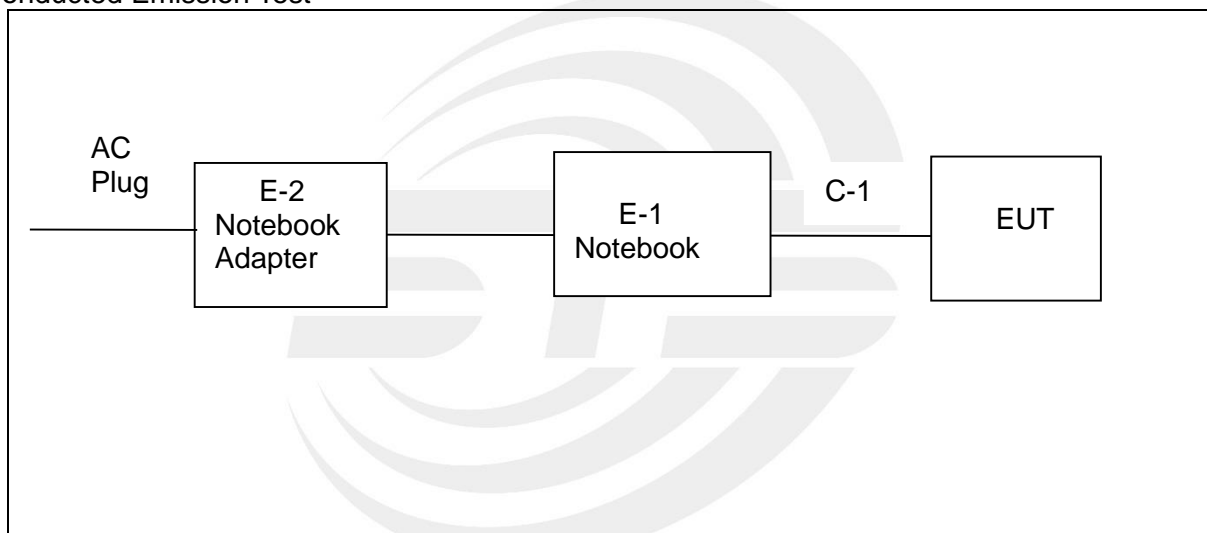 onducted Emission Test
AC
Plug
E-2
Notebook
Adapter
E-1
Notebook
C-1
EUT